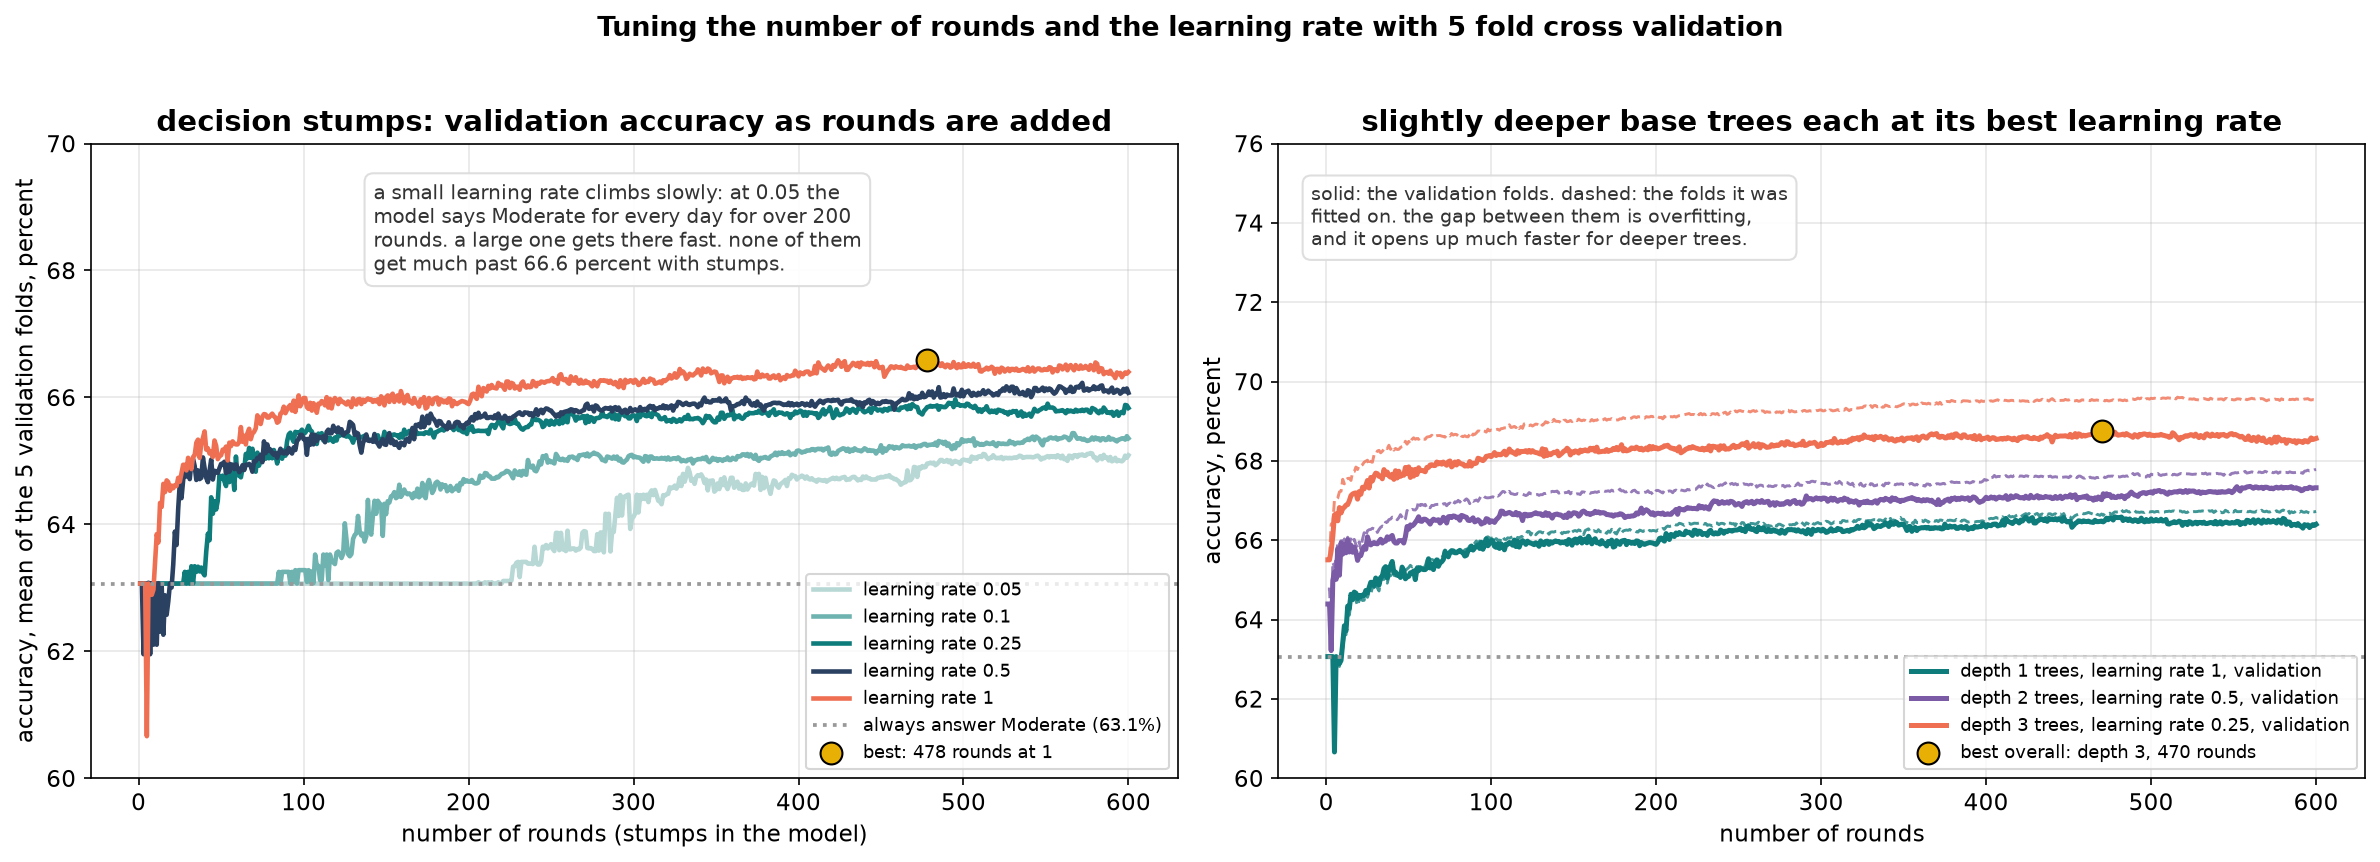 Tuning the number of rounds and the learning rate with 5 fold cross validation
decision stumps: validation accuracy as rounds are added
accuracy, mean of the 5 validation folds, percent
70
68
66
64
62
60
a small learning rate climbs slowly: at 0.05 the
model says Moderate for every day for over 200
rounds. a large one gets there fast. none of them
get much past 66.6 percent with stumps.
learning rate 0.05
learning rate 0.1
learning rate 0.25
learning rate 0.5
learning rate 1
always answer Moderate (63.1%)
best: 478 rounds at 1
0 100 200 300 400 500 600
number of rounds (stumps in the model)
slightly deeper base trees each at its best learning rate
accuracy, percent
76
74
72
70
68
66
64
62
60
solid: the validation folds. dashed: the folds it was
fitted on. the gap between them is overfitting,
and it opens up much faster for deeper trees.
depth 1 trees, learning rate 1, validation
depth 2 trees, learning rate 0.5, validation
depth 3 trees, learning rate 0.25, validation
best overall: depth 3, 470 rounds
0 100 200 300 400 500 600
number of rounds